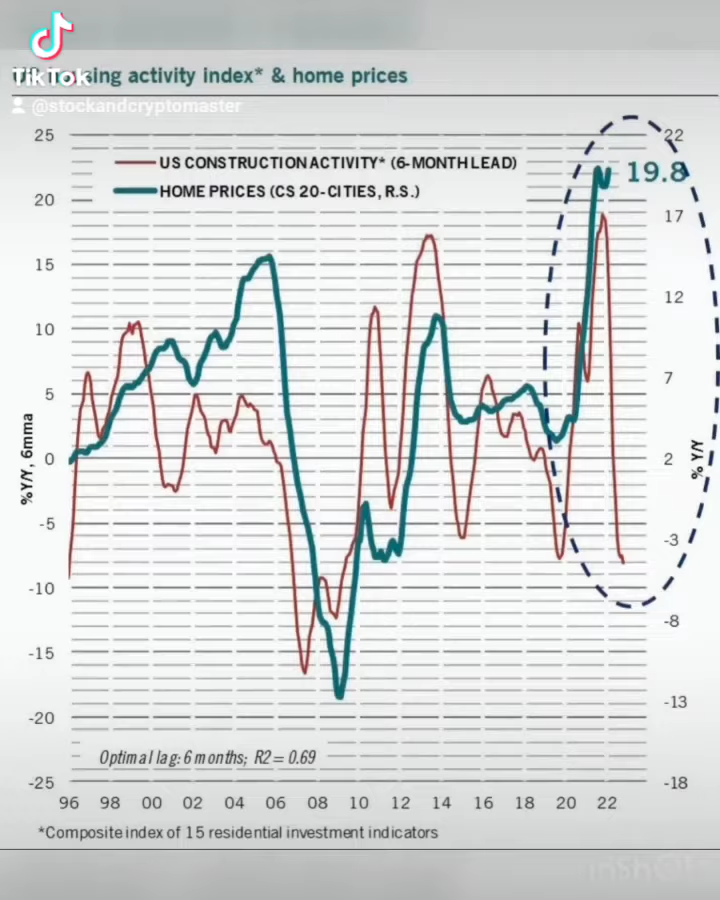 TikTok
US housing activity index* & home prices
@stockandcryptomaster
25
20
15
10
5
0
-5
-10
-15
-20
-25
%Y/Y, 6mma
US CONSTRUCTION ACTIVITY* (6-MONTH LEAD)
HOME PRICES (CS 20-CITIES, R.S.)
19.8
22
17
12
7
2
-3
-8
-13
-18
% Y/Y
Optimal lag: 6 months; R2 = 0.69
96 98 00 02 04 06 08 10 12 14 16 18 20 22
*Composite index of 15 residential investment indicators
InShOt